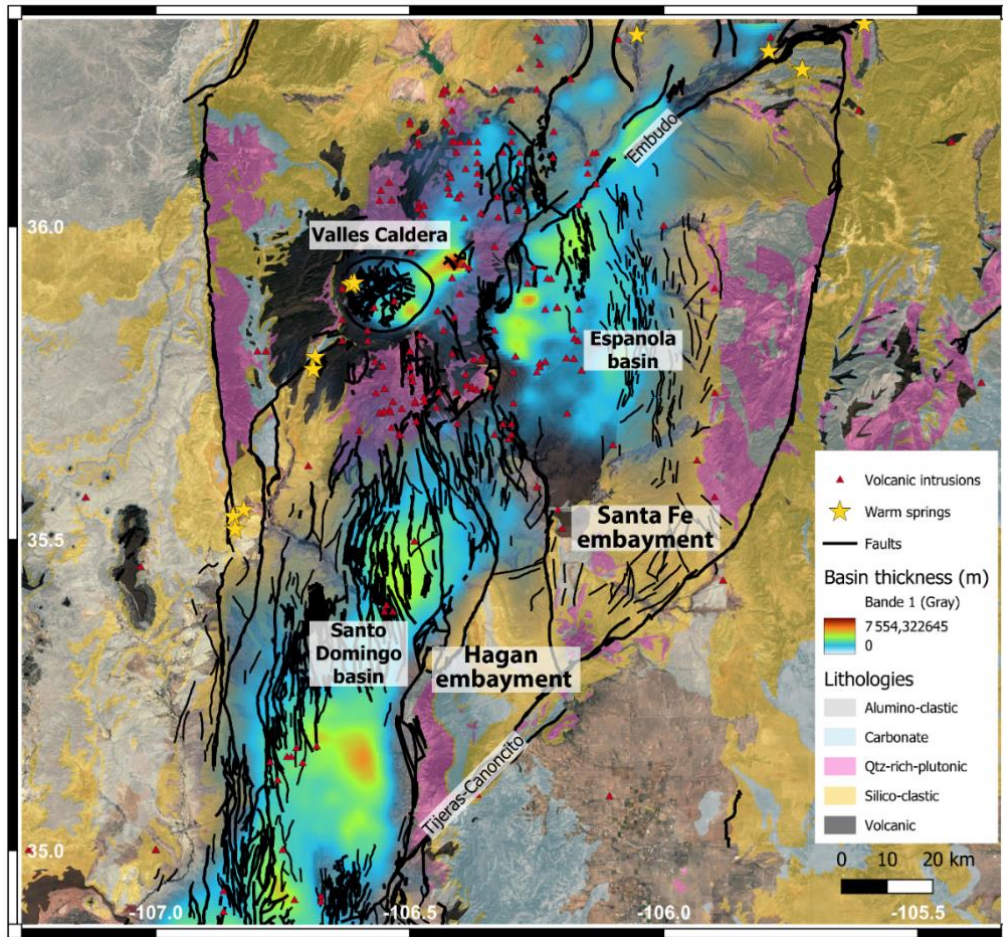 Embudo
36.0
Valles Caldera
Espanola
basin
35.5
Santa Fe
embayment
Santo
Domingo
basin
Hagan
embayment
Tijeras-Canoncito
35.0
-107.0
-106.5
-106.0
-105.5
Volcanic intrusions
Warm springs
Faults
Basin thickness (m)
Bande 1 (Gray)
7 554,322645
0
Lithologies
Alumino-clastic
Carbonate
Qtz-rich-plutonic
Silico-clastic
Volcanic
0 10 20 km